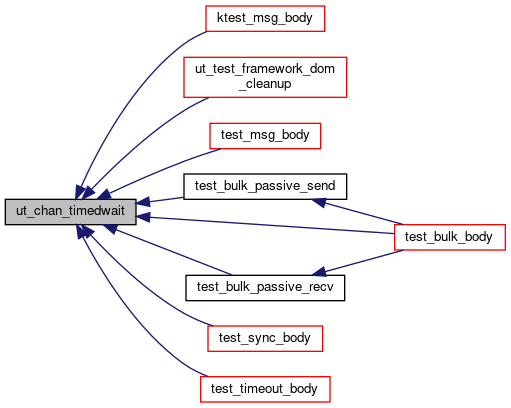 ktest_msg_body
ut_test_framework_dom
_cleanup
test_msg_body
test_bulk_passive_send
ut_chan_timedwait
test_bulk_body
test_bulk_passive_recv
test_sync_body
test_timeout_body